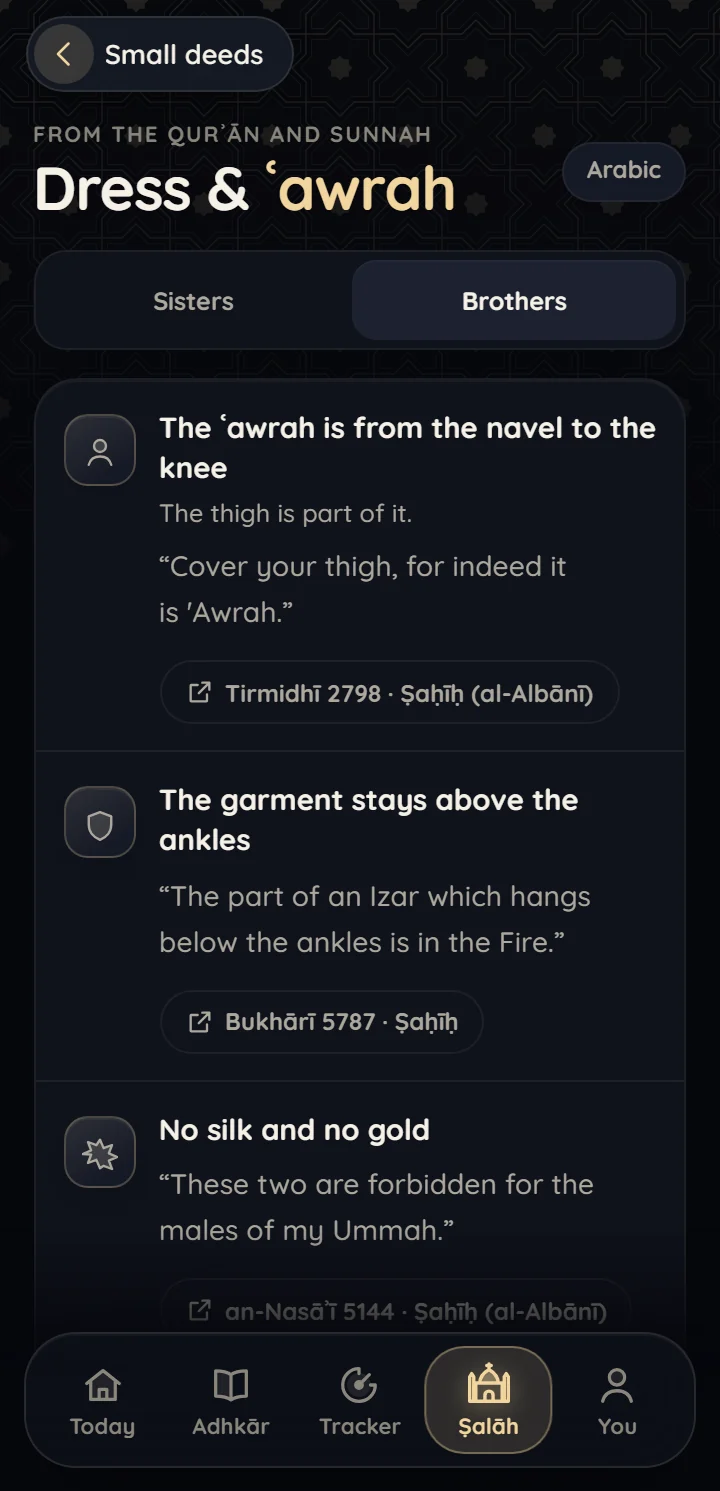 Small deeds
FROM THE QURʾĀN AND SUNNAH
Dress & ʿawrah
Arabic
Sisters
Brothers
The ʿawrah is from the navel to the
knee
The thigh is part of it.
“Cover your thigh, for indeed it
is 'Awrah.”
Tirmidhī 2798 · Ṣaḥīḥ (al-Albānī)
The garment stays above the
ankles
“The part of an Izar which hangs
below the ankles is in the Fire.”
Bukhārī 5787 · Ṣaḥīḥ
No silk and no gold
“These two are forbidden for the
males of my Ummah.”
an-Nasāʾī 5144 · Ṣaḥīḥ (al-Albānī)
Today
Adhkār
Tracker
Ṣalāh
You